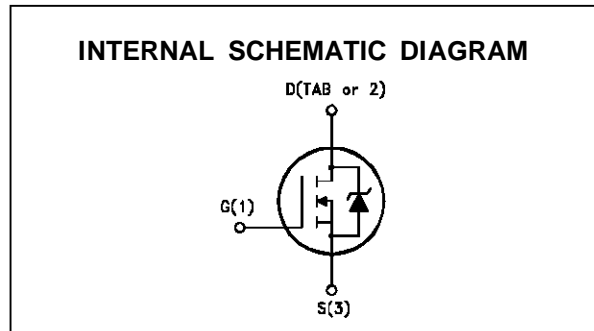 INTERNAL SCHEMATIC DIAGRAM
D(TAB or 2)
G(1)
S(3)